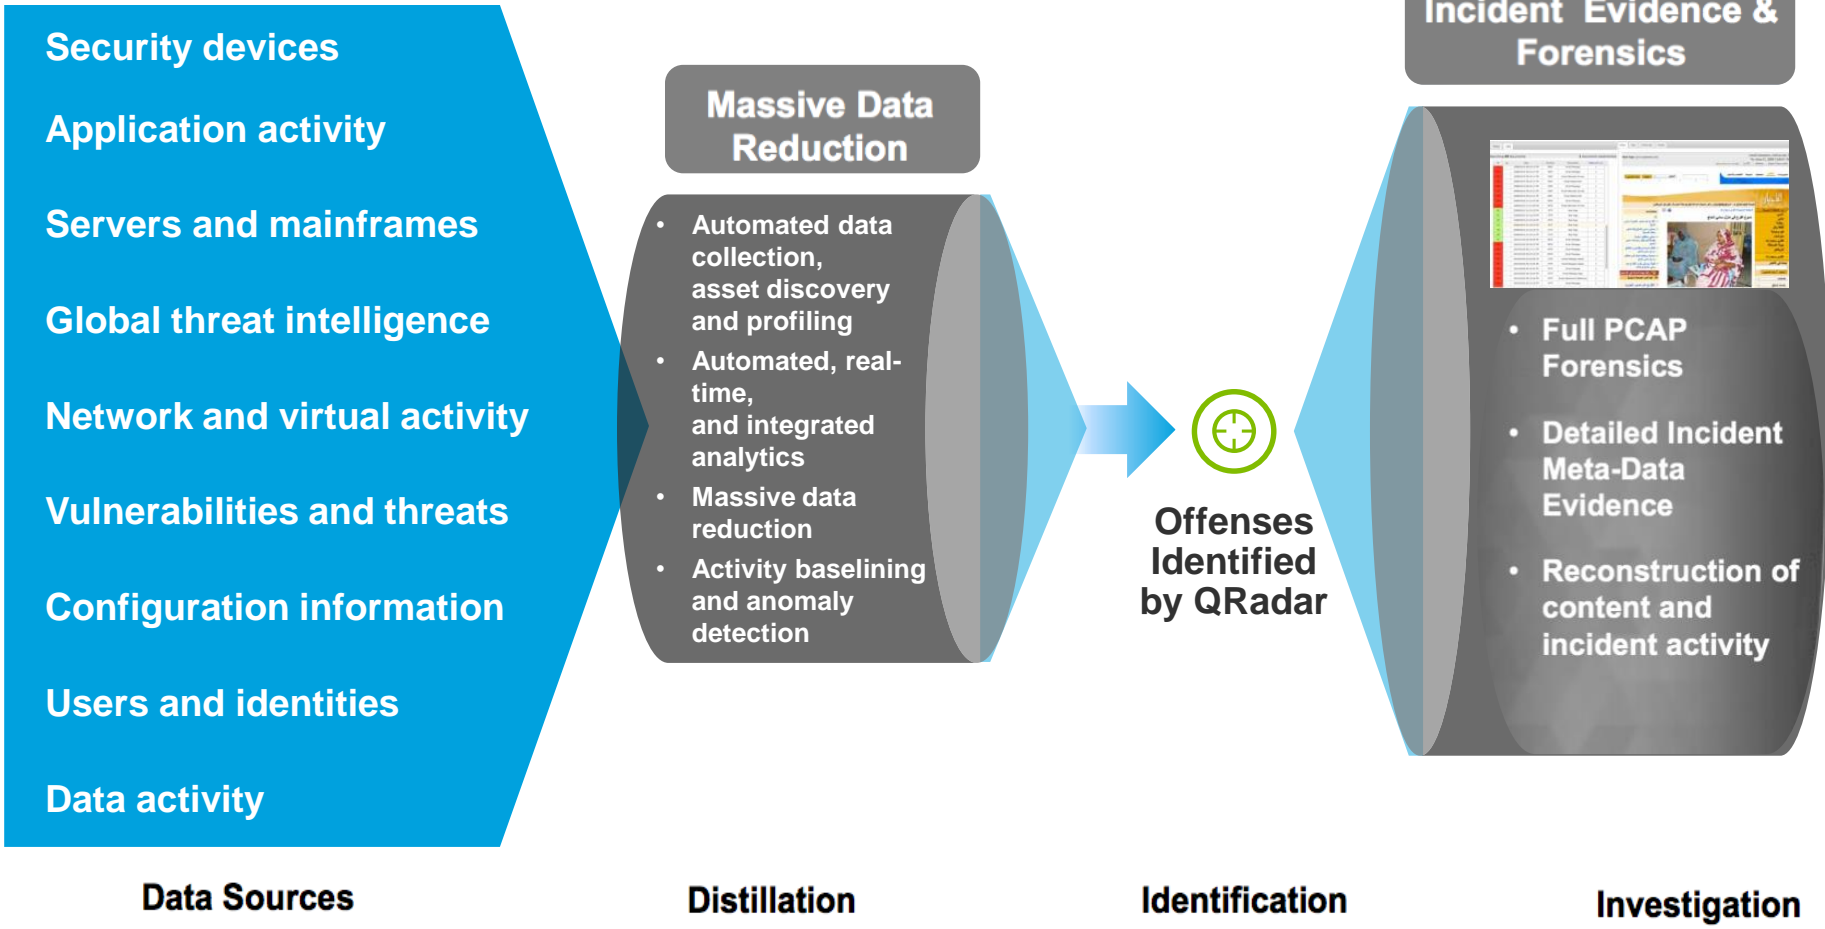 Security devices
Application activity
Servers and mainframes
Global threat intelligence
Network and virtual activity
Vulnerabilities and threats
Configuration information
Users and identities
Data activity
Data Sources
Massive Data
Reduction
• Automated data
collection,
asset discovery
and profiling
• Automated, real-
time,
and integrated
analytics
• Massive data
reduction
• Activity baselining
and anomaly
detection
Distillation
Offenses
Identified
by QRadar
Identification
Incident Evidence &
Forensics
• Full PCAP
Forensics
• Detailed Incident
Meta-Data
Evidence
• Reconstruction of
content and
incident activity
Investigation